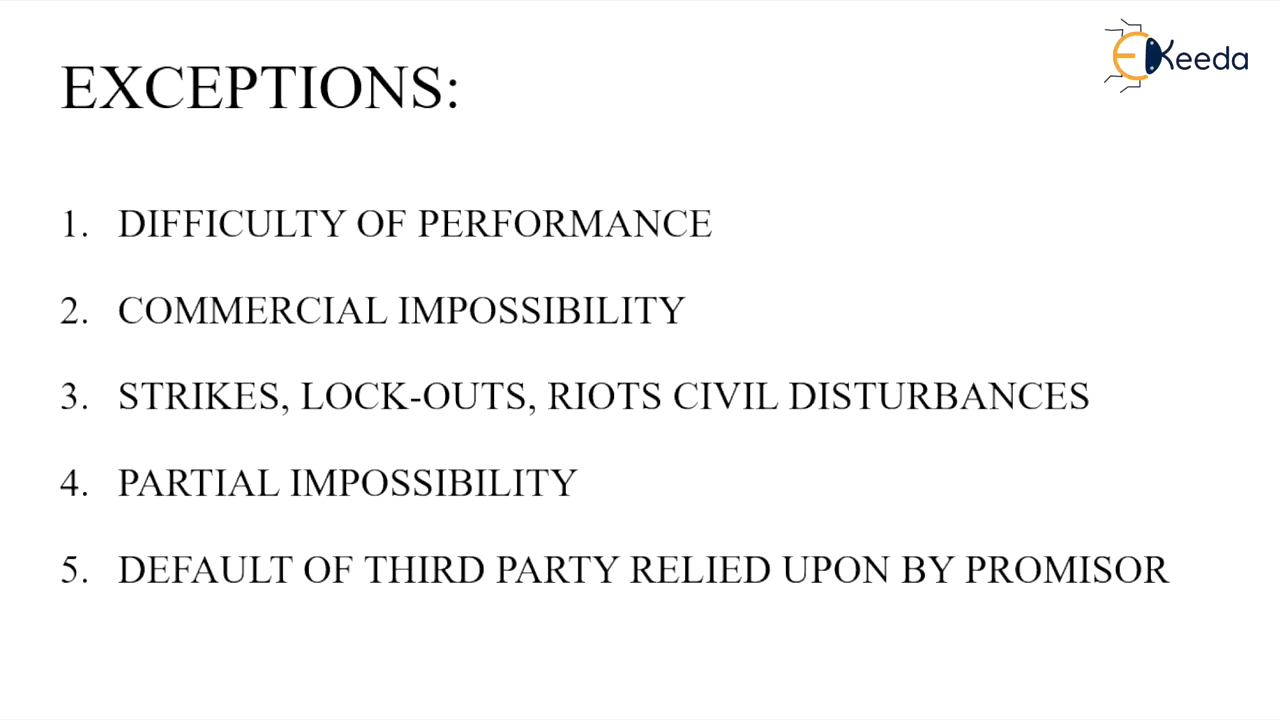 EKeeda
EXCEPTIONS:
1. DIFFICULTY OF PERFORMANCE
2. COMMERCIAL IMPOSSIBILITY
3. STRIKES, LOCK-OUTS, RIOTS CIVIL DISTURBANCES
4. PARTIAL IMPOSSIBILITY
5. DEFAULT OF THIRD PARTY RELIED UPON BY PROMISOR